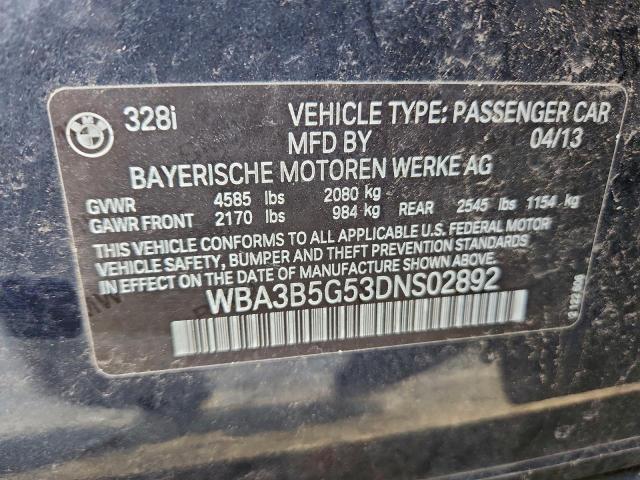 328i VEHICLE TYPE: PASSENGER CAR
MFD BY 04/13
BAYERISCHE MOTOREN WERKE AG
GVWR 4585 lbs 2080 kg
GAWR FRONT 2170 lbs 984 kg REAR 2545 lbs 1154 kg
THIS VEHICLE CONFORMS TO ALL APPLICABLE U.S. FEDERAL MOTOR
VEHICLE SAFETY, BUMPER AND THEFT PREVENTION STANDARDS
IN EFFECT ON THE DATE OF MANUFACTURE SHOWN ABOVE.
WBA3B5G53DNS02892